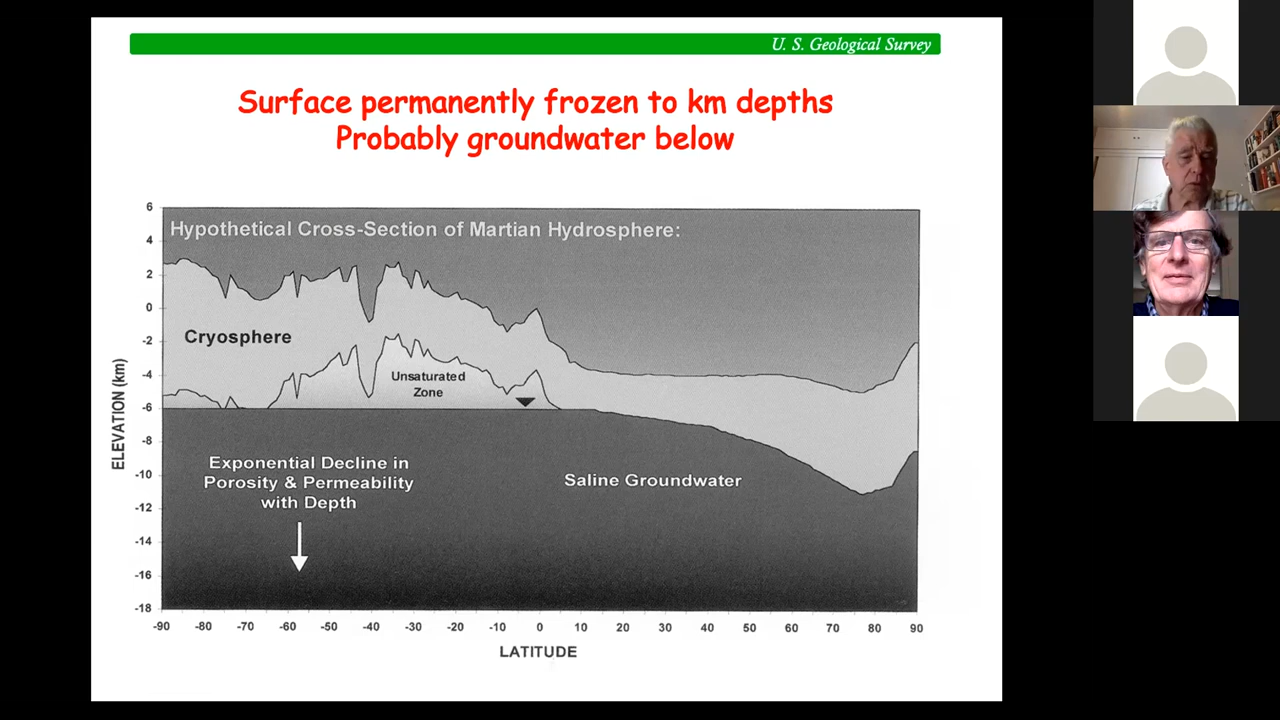 U. S. Geological Survey
Surface permanently frozen to km depths
Probably groundwater below
Hypothetical Cross-Section of Martian Hydrosphere:
6
4
2
0
-2
-4
-6
-8
-10
-12
-14
-16
-18
ELEVATION (km)
Cryosphere
Unsaturated
Zone
Exponential Decline in
Porosity & Permeability
with Depth
Saline Groundwater
-90 -80 -70 -60 -50 -40 -30 -20 -10 0 10 20 30 40 50 60 70 80 90
LATITUDE